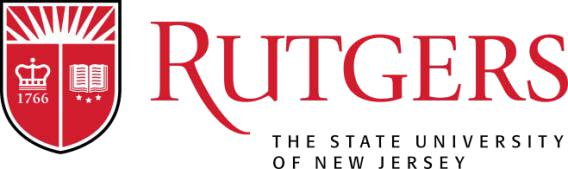 1766
RUTGERS
THE STATE UNIVERSITY
OF NEW JERSEY